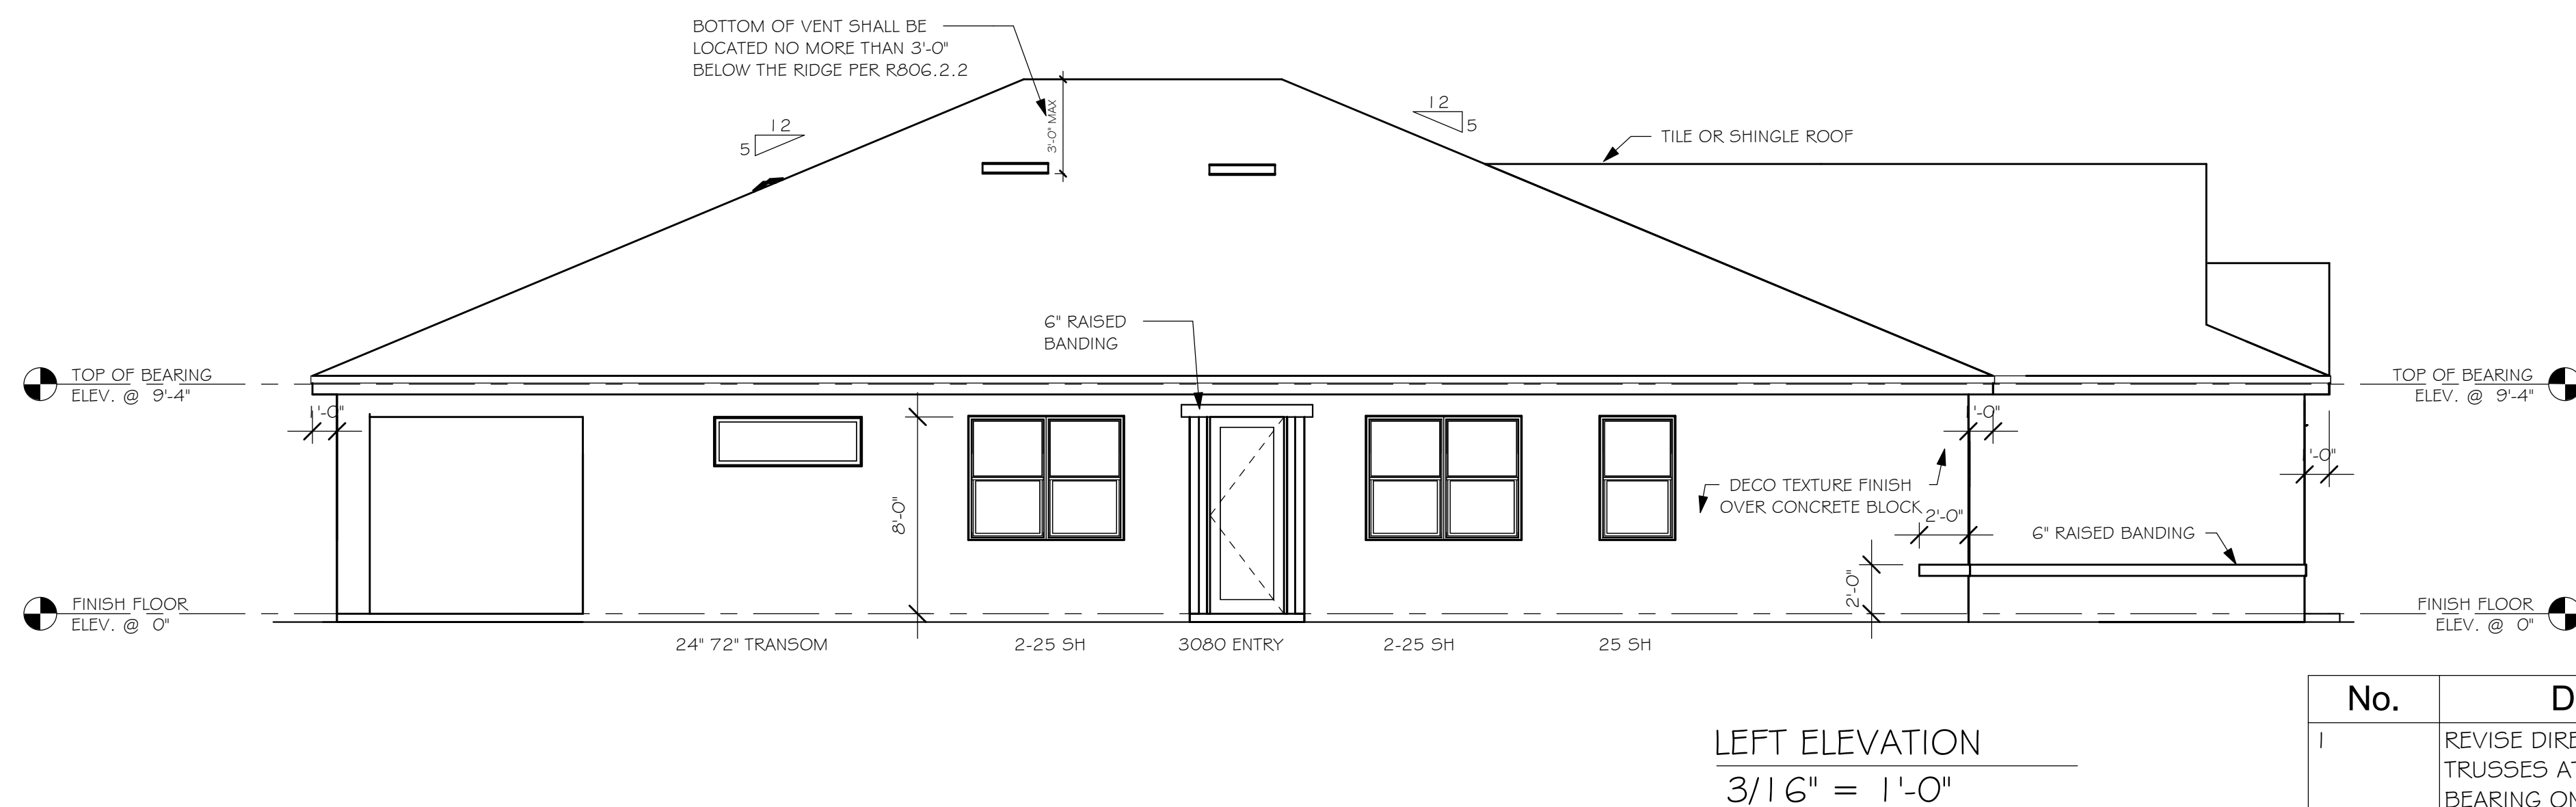 BOTTOM OF VENT SHALL BE
LOCATED NO MORE THAN 3'-0"
BELOW THE RIDGE PER R806.2.2
3'-0" MAX
12
5
12
5
TILE OR SHINGLE ROOF
6" RAISED
BANDING
TOP OF BEARING
ELEV. @ 9'-4"
TOP OF BEARING
ELEV. @ 9'-4"
1'-0"
'-0"
'-0"
8'-0"
DECO TEXTURE FINISH
OVER CONCRETE BLOCK
2'-0"
6" RAISED BANDING
2'-0"
FINISH FLOOR
ELEV. @ 0"
FINISH FLOOR
ELEV. @ 0"
24" 72" TRANSOM
2-25 SH
3080 ENTRY
2-25 SH
25 SH
No.
D
1
REVISE DIRE
TRUSSES AT
BEARING ON
LEFT ELEVATION
3/16" = 1'-0"